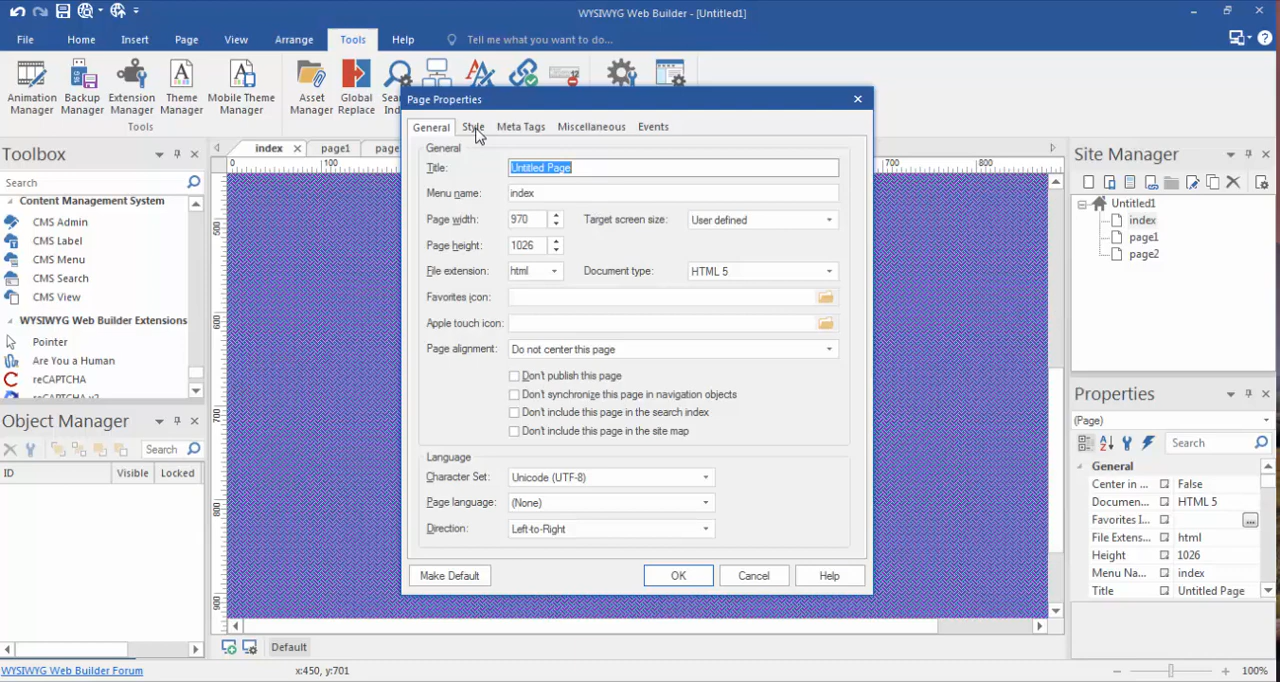 WYSIWYG Web Builder - [Untitled1]
File Home Insert Page View Arrange Tools Help Tell me what you want to do...
Animation Manager
Backup Manager
Extension Manager
Theme Manager
Mobile Theme Manager
Asset Manager
Global Replace
Tools
Toolbox
Search
Content Management System
CMS Admin
CMS Label
CMS Menu
CMS Search
CMS View
WYSIWYG Web Builder Extensions
Pointer
Are You a Human
reCAPTCHA
Object Manager
Search
ID Visible Locked
index page1
0 100 700 800
500
600
700
800
900
Page Properties
General Style Meta Tags Miscellaneous Events
General
Title: Untitled Page
Menu name: index
Page width: 970 Target screen size: User defined
Page height: 1026
File extension: html Document type: HTML 5
Favorites icon:
Apple touch icon:
Page alignment: Do not center this page
Don't publish this page
Don't synchronize this page in navigation objects
Don't include this page in the search index
Don't include this page in the site map
Language
Character Set: Unicode (UTF-8)
Page language: (None)
Direction: Left-to-Right
Make Default OK Cancel Help
Site Manager
Untitled1
index
page1
page2
Properties
(Page)
Search
General
Center in ... False
Documen... HTML 5
Favorites I...
File Extens... html
Height 1026
Menu Na... index
Title Untitled Page
Default
WYSIWYG Web Builder Forum x:450, y:701 100%